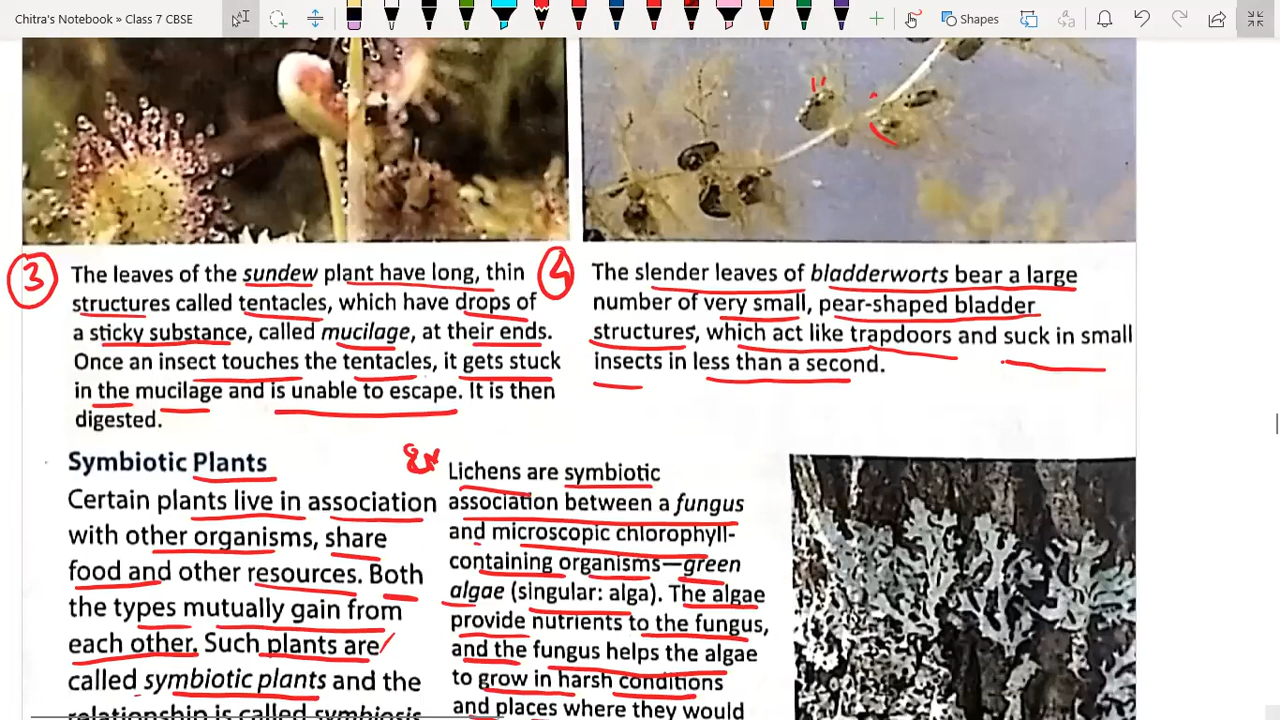 Chitra's Notebook » Class 7 CBSE
Shapes
3
The leaves of the sundew plant have long, thin
structures called tentacles, which have drops of
a sticky substance, called mucilage, at their ends.
Once an insect touches the tentacles, it gets stuck
in the mucilage and is unable to escape. It is then
digested.
4
The slender leaves of bladderworts bear a large
number of very small, pear-shaped bladder
structures, which act like trapdoors and suck in small
insects in less than a second.
Symbiotic Plants
Certain plants live in association
with other organisms, share
food and other resources. Both
the types mutually gain from
each other. Such plants are
called symbiotic plants and the
relationship is called symbiosis
Ex
Lichens are symbiotic
association between a fungus
and microscopic chlorophyll-
containing organisms—green
algae (singular: alga). The algae
provide nutrients to the fungus,
and the fungus helps the algae
to grow in harsh conditions
and places where they would